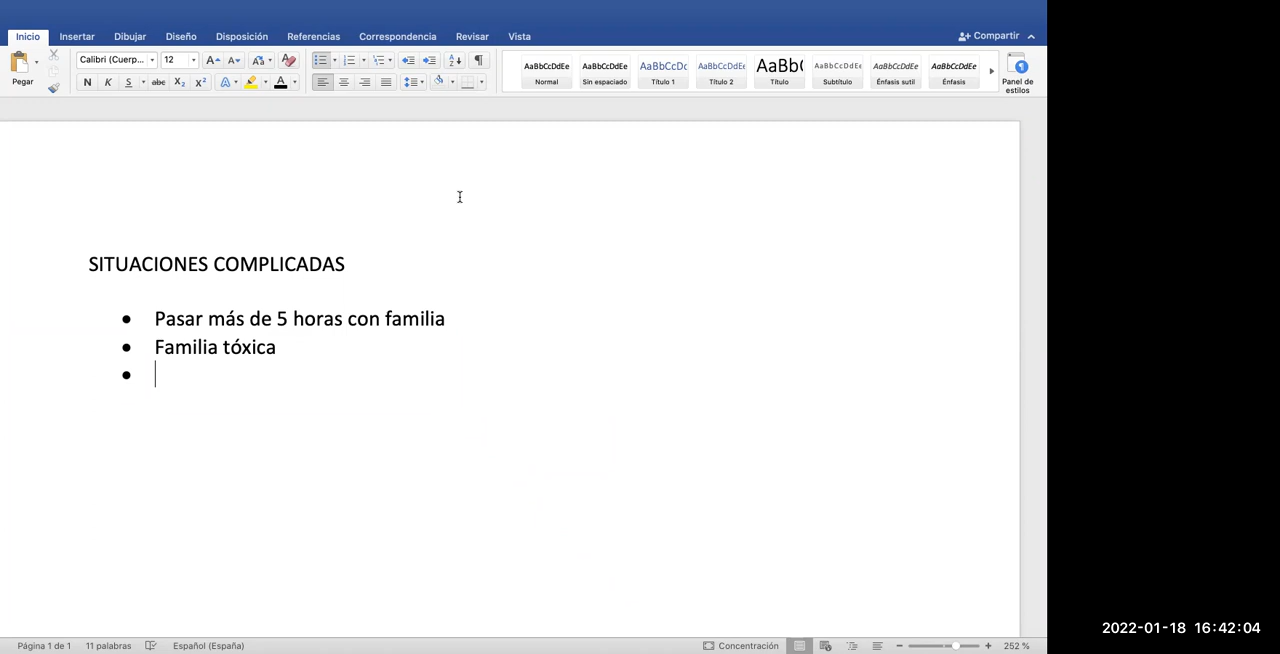 Inicio Insertar Dibujar Diseño Disposición Referencias Correspondencia Revisar Vista Compartir
Calibri (Cuerp... 12
Pegar
N K S abc X₂ X² A A
AaBbCcDdEe AaBbCcDdEe AaBbCcDc AaBbCcDdEe AaBb( AaBbCcDdEe AaBbCcDdEe AaBbCcDdEe
Normal Sin espaciado Título 1 Título 2 Título Subtítulo Énfasis sutil Énfasis
Panel de
estilos
SITUACIONES COMPLICADAS
• Pasar más de 5 horas con familia
• Familia tóxica
•
Página 1 de 1 11 palabras Español (España) Concentración 252 %
2022-01-18 16:42:04